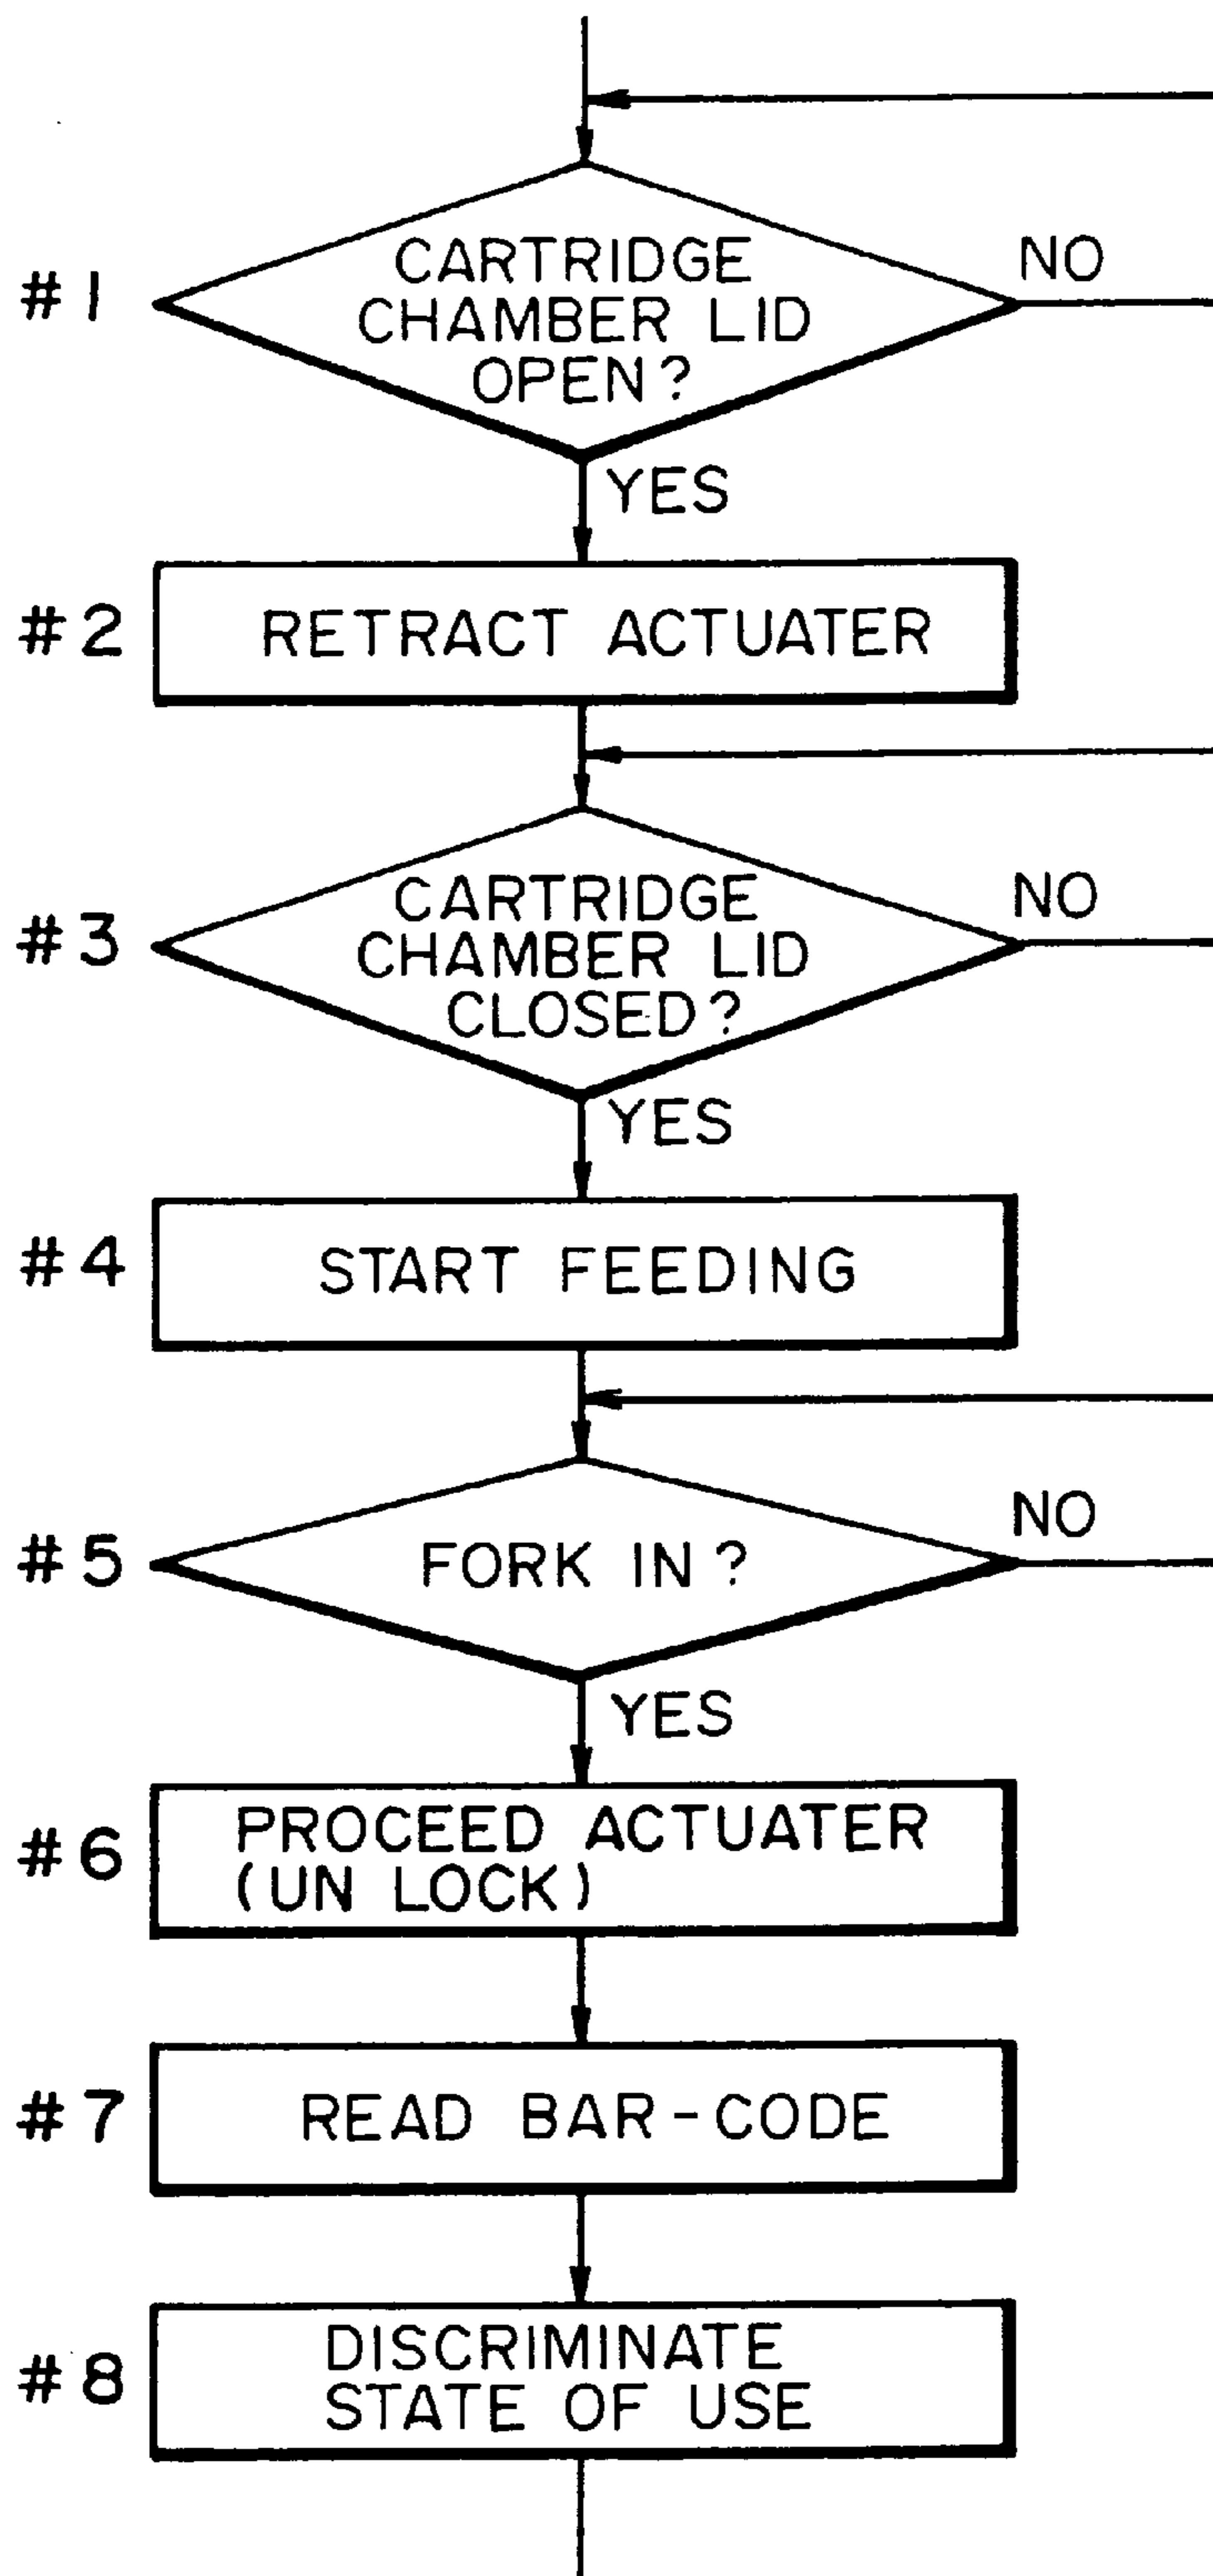 #1
CARTRIDGE
CHAMBER LID
OPEN?
NO
YES
#2
RETRACT ACTUATER
#3
CARTRIDGE
CHAMBER LID
CLOSED?
NO
YES
#4
START FEEDING
#5
FORK IN?
NO
YES
#6
PROCEED ACTUATER
(UN LOCK)
#7
READ BAR-CODE
#8
DISCRIMINATE
STATE OF USE